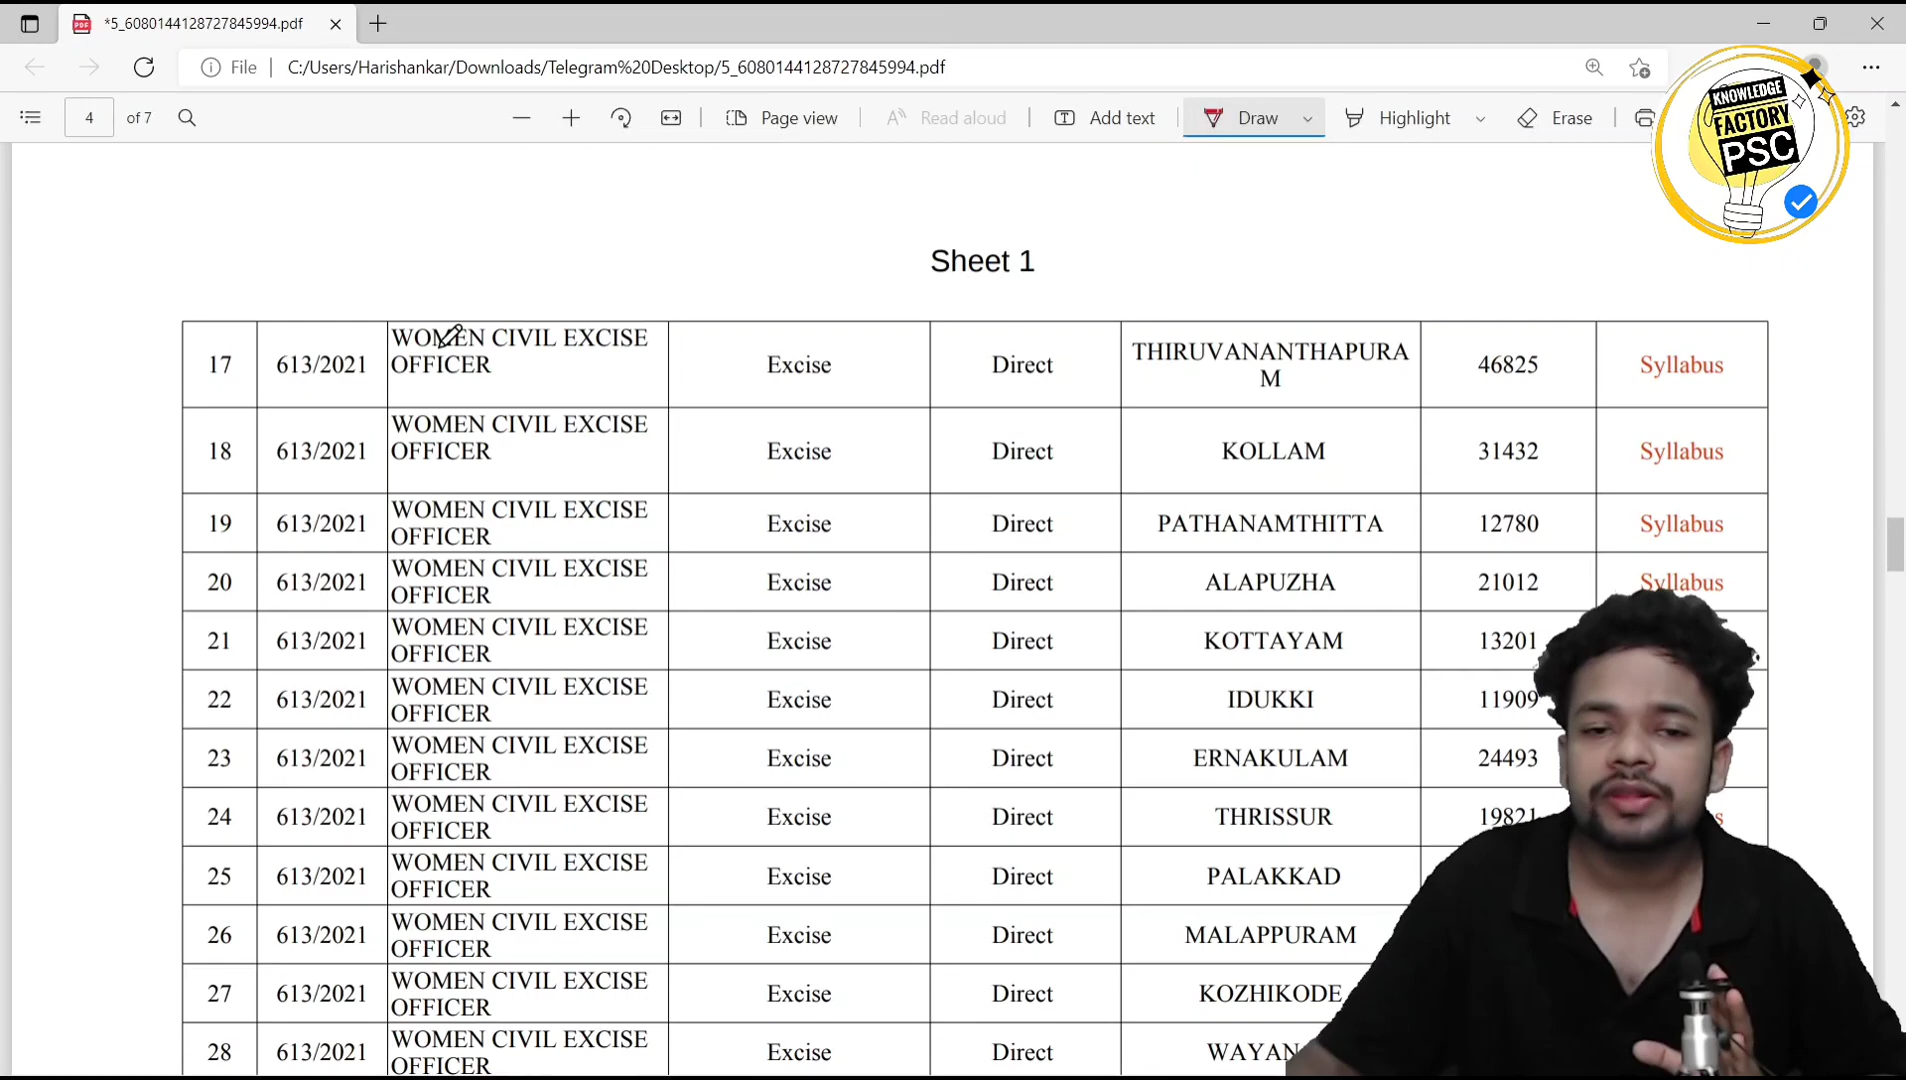 *5_6080144128727845994.pdf
File
C:/Users/Harishankar/Downloads/Telegram%20Desktop/5_6080144128727845994.pdf
4 of 7
Page view
Read aloud
Add text
Draw
Highlight
Erase
KNOWLEDGE
FACTORY
PSC
Sheet 1
17 613/2021 WOMEN CIVIL EXCISE OFFICER Excise Direct THIRUVANANTHAPURA M 46825 Syllabus
18 613/2021 WOMEN CIVIL EXCISE OFFICER Excise Direct KOLLAM 31432 Syllabus
19 613/2021 WOMEN CIVIL EXCISE OFFICER Excise Direct PATHANAMTHITTA 12780 Syllabus
20 613/2021 WOMEN CIVIL EXCISE OFFICER Excise Direct ALAPUZHA 21012 Syllabus
21 613/2021 WOMEN CIVIL EXCISE OFFICER Excise Direct KOTTAYAM 13201
22 613/2021 WOMEN CIVIL EXCISE OFFICER Excise Direct IDUKKI 11909
23 613/2021 WOMEN CIVIL EXCISE OFFICER Excise Direct ERNAKULAM 24493
24 613/2021 WOMEN CIVIL EXCISE OFFICER Excise Direct THRISSUR 19821
25 613/2021 WOMEN CIVIL EXCISE OFFICER Excise Direct PALAKKAD
26 613/2021 WOMEN CIVIL EXCISE OFFICER Excise Direct MALAPPURAM
27 613/2021 WOMEN CIVIL EXCISE OFFICER Excise Direct KOZHIKODE
28 613/2021 WOMEN CIVIL EXCISE OFFICER Excise Direct